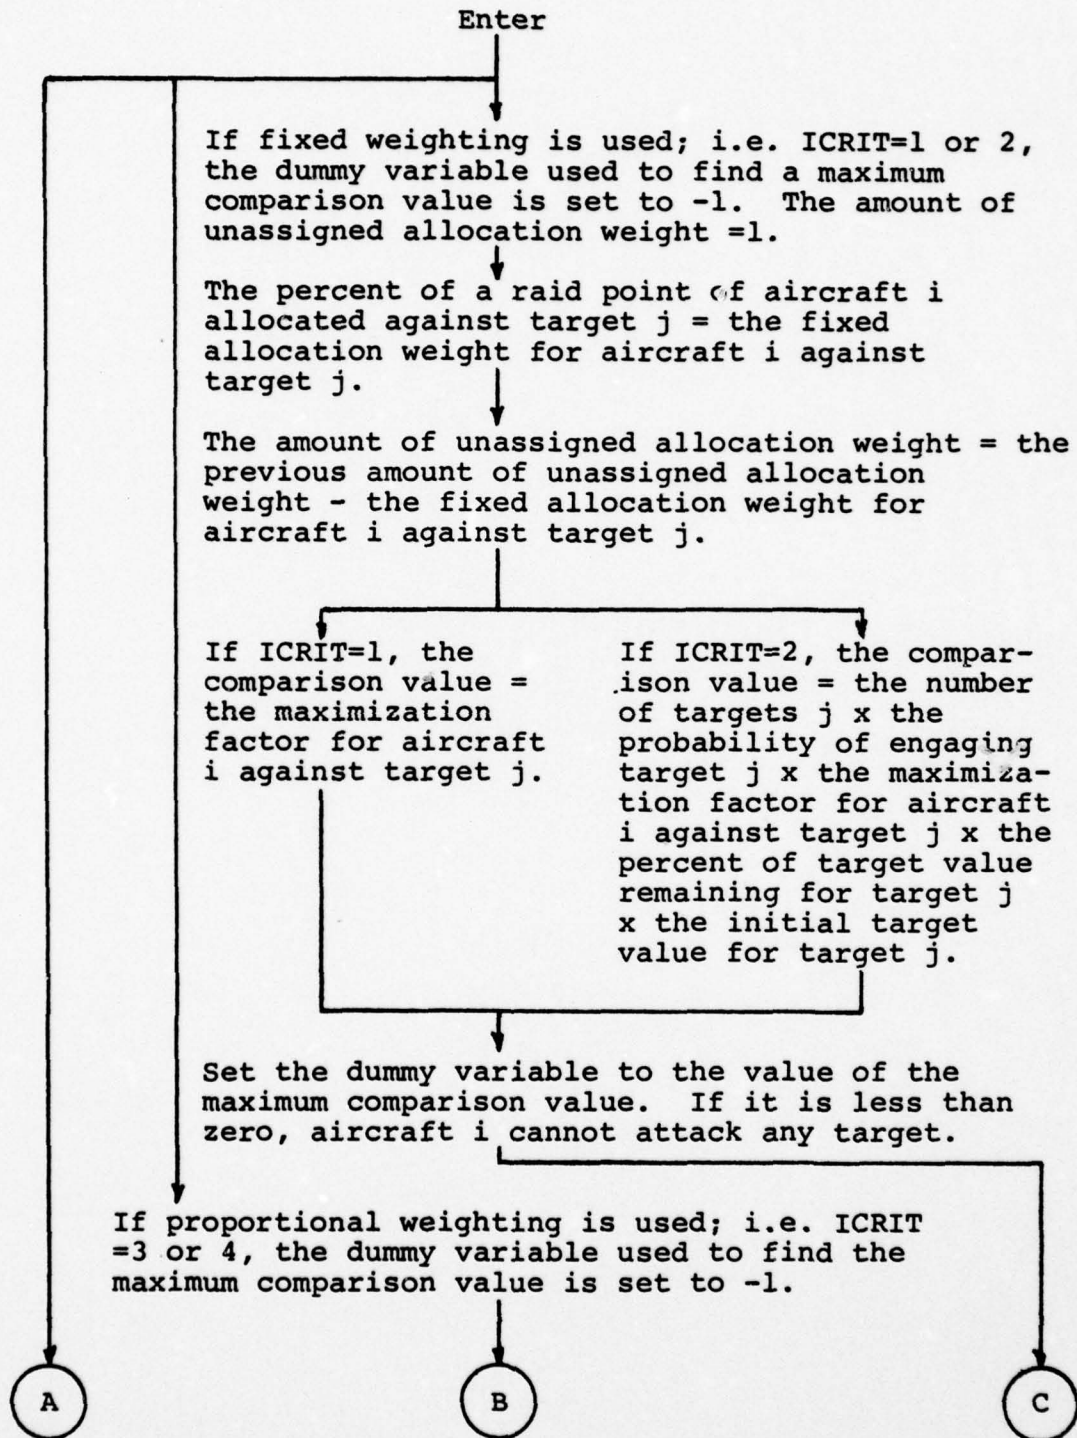 Enter
If fixed weighting is used; i.e. ICRIT=1 or 2,
the dummy variable used to find a maximum
comparison value is set to -1.  The amount of
unassigned allocation weight =1.
The percent of a raid point of aircraft i
allocated against target j = the fixed
allocation weight for aircraft i against
target j.
The amount of unassigned allocation weight = the
previous amount of unassigned allocation
weight - the fixed allocation weight for
aircraft i against target j.
If ICRIT=1, the
comparison value =
the maximization
factor for aircraft
i against target j.
If ICRIT=2, the compar-
ison value = the number
of targets j x the
probability of engaging
target j x the maximiza-
tion factor for aircraft
i against target j x the
percent of target value
remaining for target j
x the initial target
value for target j.
Set the dummy variable to the value of the
maximum comparison value.  If it is less than
zero, aircraft i cannot attack any target.
If proportional weighting is used; i.e. ICRIT
=3 or 4, the dummy variable used to find the
maximum comparison value is set to -1.
A
B
C